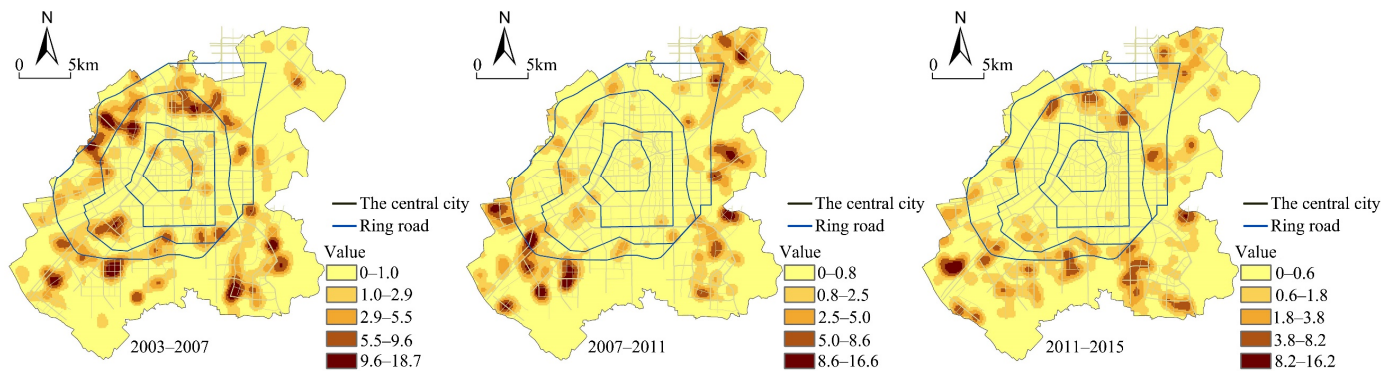 N
0 5km
The central city
Ring road
Value
0–1.0
1.0–2.9
2.9–5.5
5.5–9.6
9.6–18.7
2003–2007
N
0 5km
The central city
Ring road
Value
0–0.8
0.8–2.5
2.5–5.0
5.0–8.6
8.6–16.6
2007–2011
N
0 5km
The central city
Ring road
Value
0–0.6
0.6–1.8
1.8–3.8
3.8–8.2
8.2–16.2
2011–2015